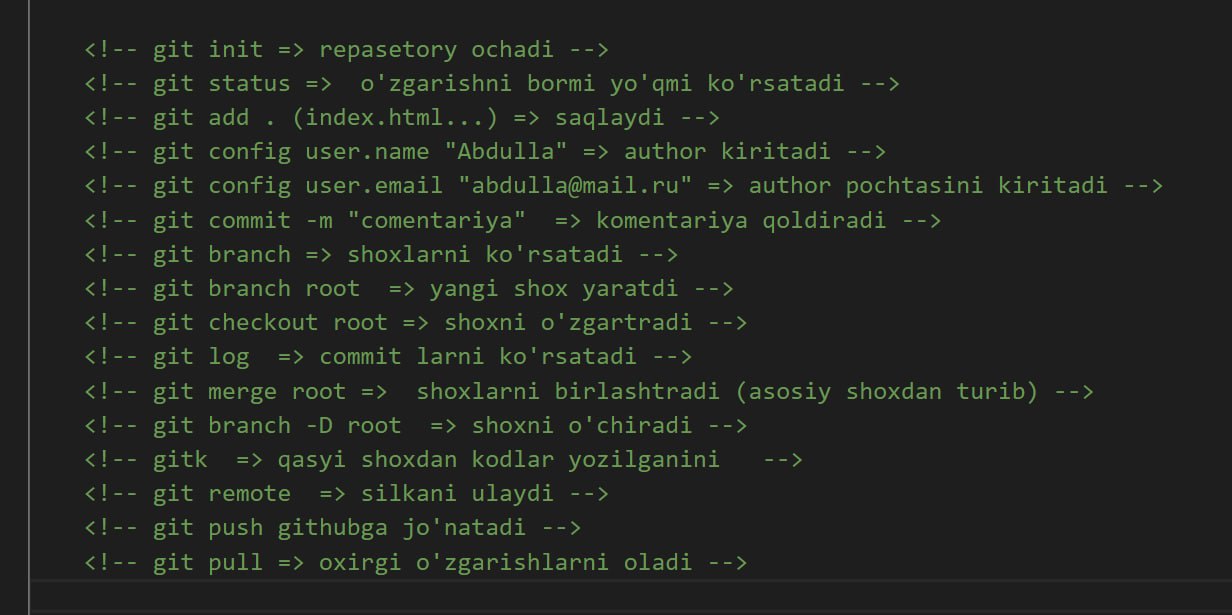 <!-- git init => repasetory ochadi -->
<!-- git status =>  o'zgarishni bormi yo'qmi ko'rsatadi -->
<!-- git add . (index.html...) => saqlaydi -->
<!-- git config user.name "Abdulla" => author kiritadi -->
<!-- git config user.email "abdulla@mail.ru" => author pochtasini kiritadi -->
<!-- git commit -m "comentariya"  => komentariya qoldiradi -->
<!-- git branch => shoxlarni ko'rsatadi -->
<!-- git branch root  => yangi shox yaratdi -->
<!-- git checkout root => shoxni o'zgartradi -->
<!-- git log  => commit larni ko'rsatadi -->
<!-- git merge root =>  shoxlarni birlashtradi (asosiy shoxdan turib) -->
<!-- git branch -D root  => shoxni o'chiradi -->
<!-- gitk  => qasyi shoxdan kodlar yozilganini   -->
<!-- git remote  => silkani ulaydi -->
<!-- git push githubga jo'natadi -->
<!-- git pull => oxirgi o'zgarishlarni oladi -->